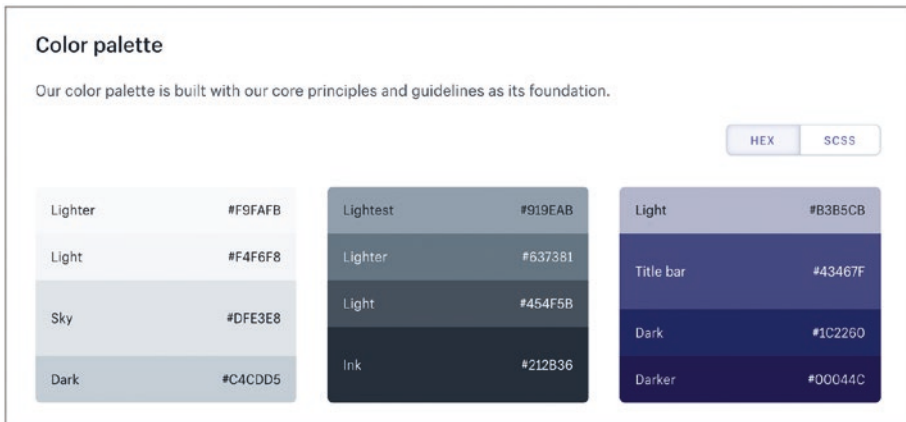 Color palette
Our color palette is built with our core principles and guidelines as its foundation.
HEX SCSS
Lighter #F9FAFB
Light #F4F6F8
Sky #DFE3E8
Dark #C4CDD5
Lightest #919EAB
Lighter #637381
Light #454F5B
Ink #212B36
Light #B3B5CB
Title bar #43467F
Dark #1C2260
Darker #00044C